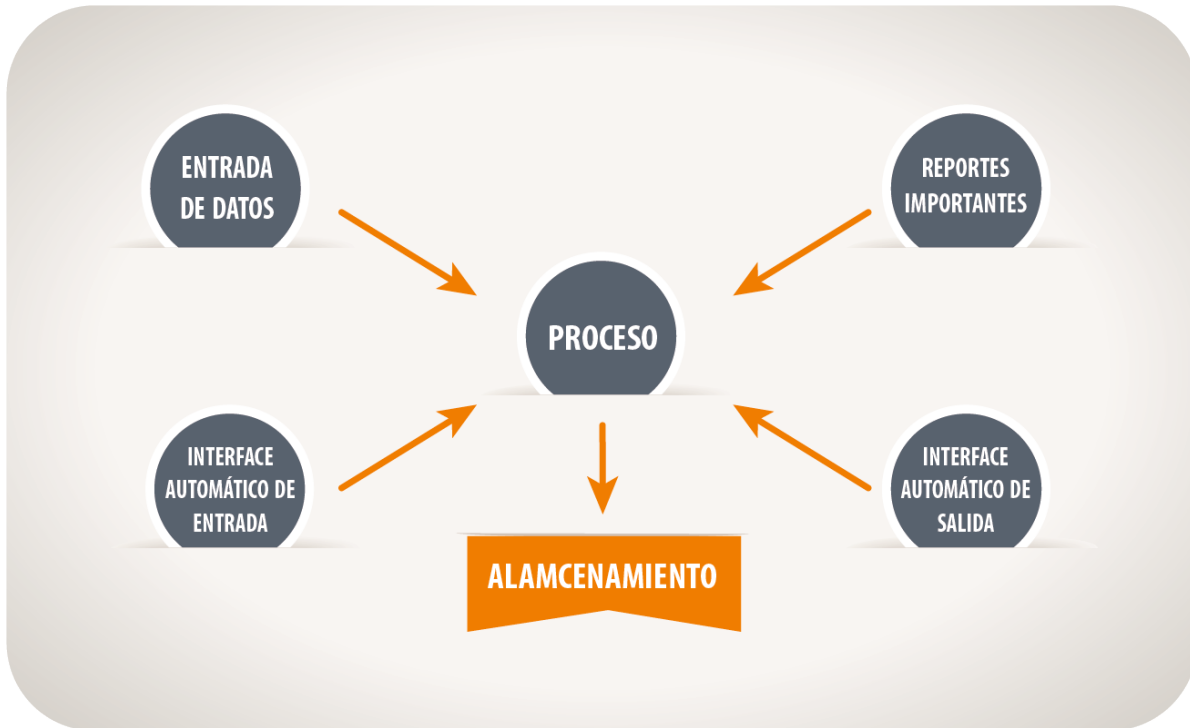 ENTRADA
DE DATOS
REPORTES
IMPORTANTES
PROCESO
INTERFACE
AUTOMÁTICO DE
ENTRADA
INTERFACE
AUTOMÁTICO DE
SALIDA
ALAMCENAMIENTO